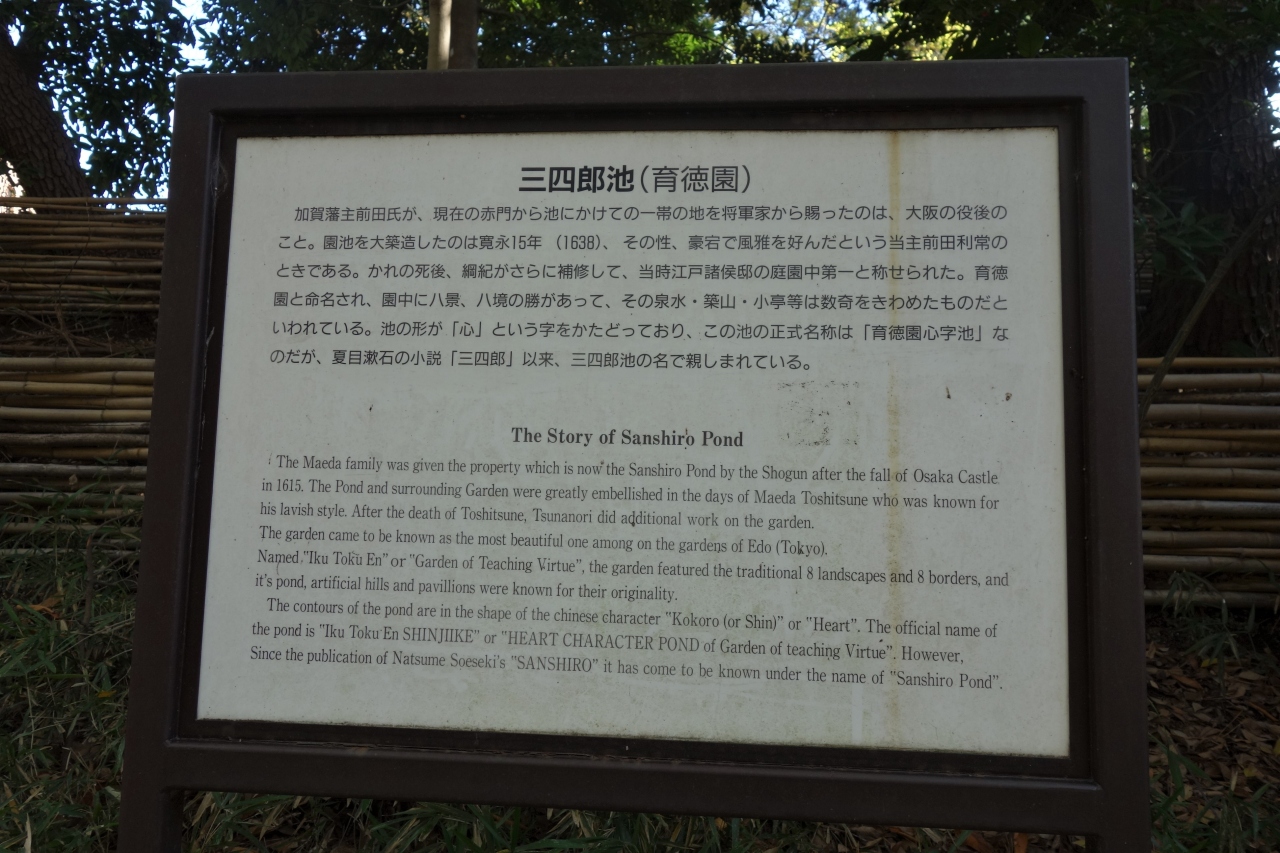 三四郎池(育徳園)
加賀藩主前田氏が、現在の赤門から池にかけての一帯の地を将軍家から賜ったのは、大阪の役後の
こと。園池を大築造したのは寛永15年 (1638)、その性、豪宕で風雅を好んだという当主前田利常の
ときである。かれの死後、綱紀がさらに補修して、当時江戸諸侯邸の庭園中第一と称せられた。育徳
園と命名され、園中に八景、八境の勝があって、その泉水・築山・小亭等は数奇をきわめたものだと
いわれている。池の形が「心」という字をかたどっており、この池の正式名称は「育徳園心字池」な
のだが、夏目漱石の小説「三四郎」以来、三四郎池の名で親しまれている。
The Story of Sanshiro Pond
The Maeda family was given the property which is now the Sanshiro Pond by the Shogun after the fall of Osaka Castle
in 1615. The Pond and surrounding Garden were greatly embellished in the days of Maeda Toshitsune who was known for
his lavish style. After the death of Toshitsune, Tsunanori did additional work on the garden.
The garden came to be known as the most beautiful one among on the gardens of Edo (Tokyo).
Named "Iku Toku En" or "Garden of Teaching Virtue", the garden featured the traditional 8 landscapes and 8 borders, and
it's pond, artificial hills and pavillions were known for their originality.
The contours of the pond are in the shape of the chinese character "Kokoro (or Shin)" or "Heart". The official name of
the pond is "Iku Toku En SHINJIIKE" or "HEART CHARACTER POND of Garden of teaching Virtue". However,
Since the publication of Natsume Soeseki's "SANSHIRO" it has come to be known under the name of "Sanshiro Pond".